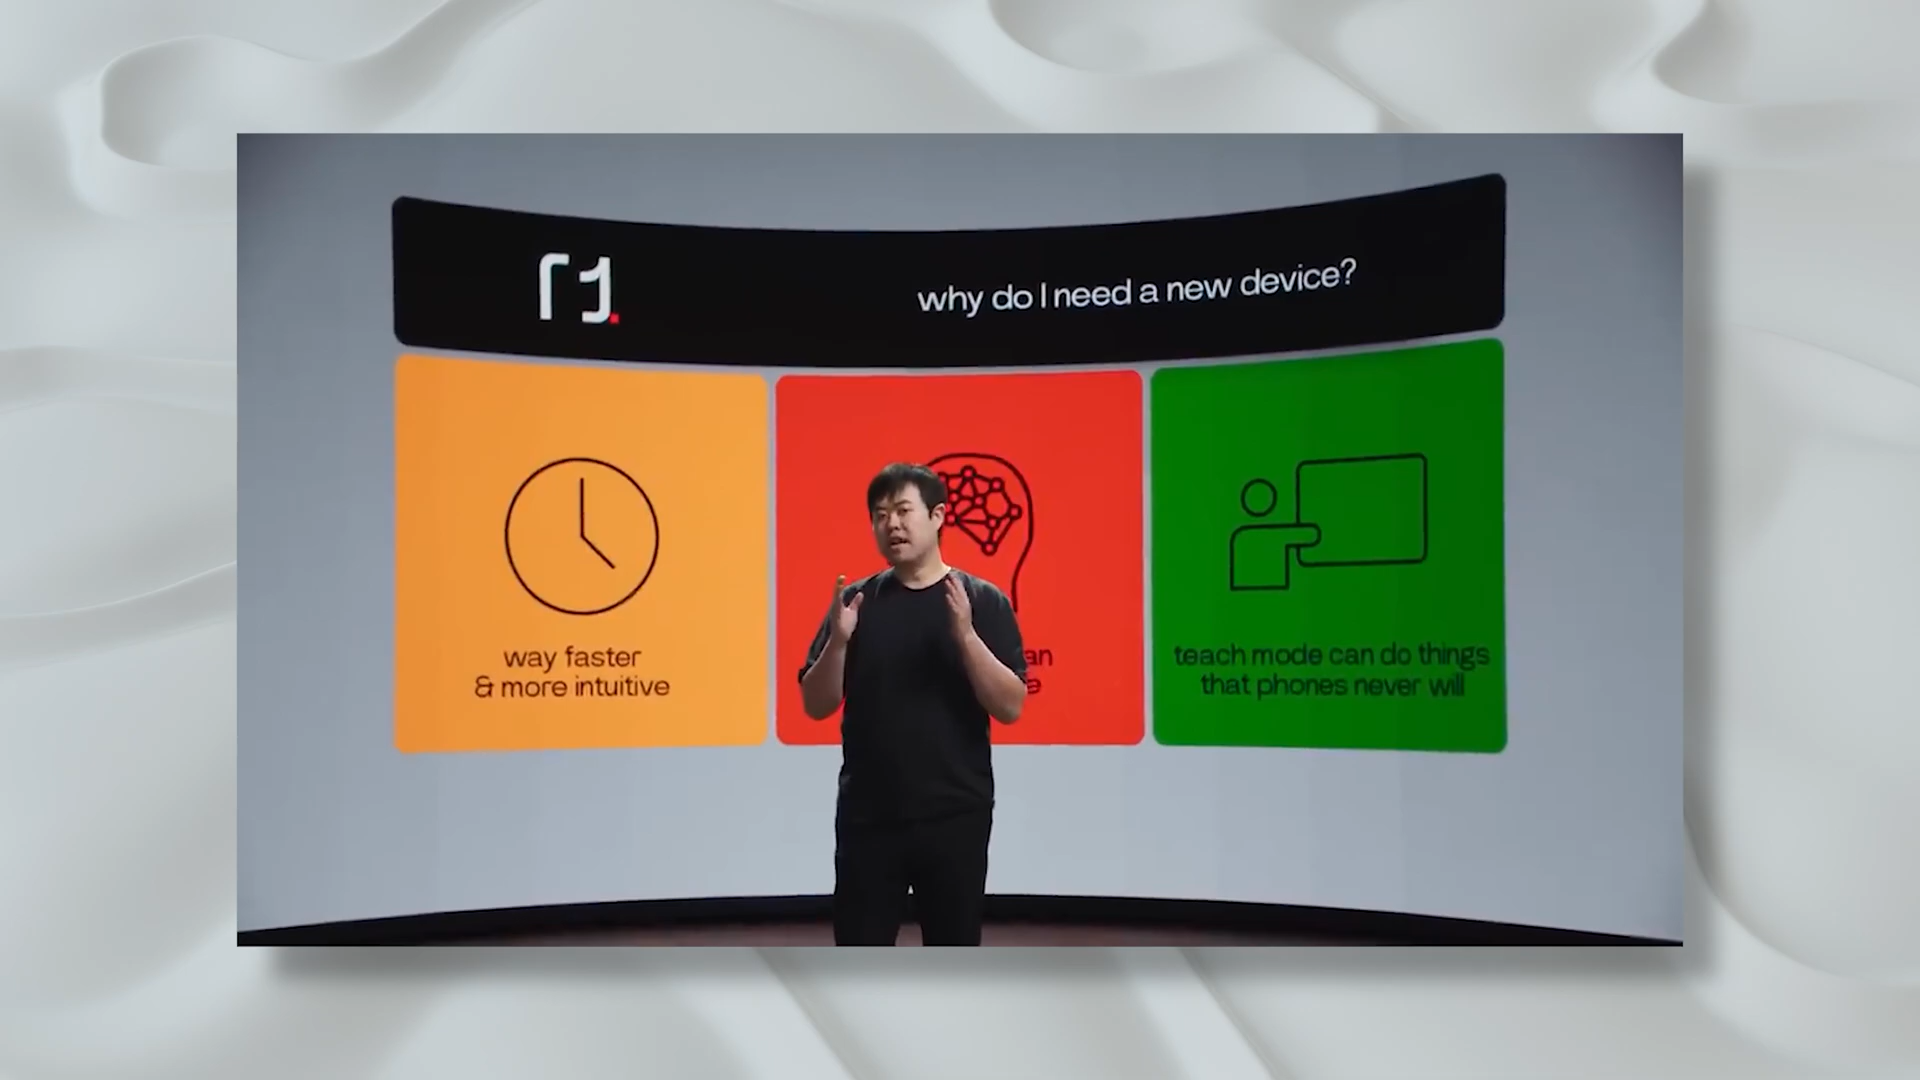 r1.
why do I need a new device?
way faster
& more intuitive
teach mode can do things
that phones never will